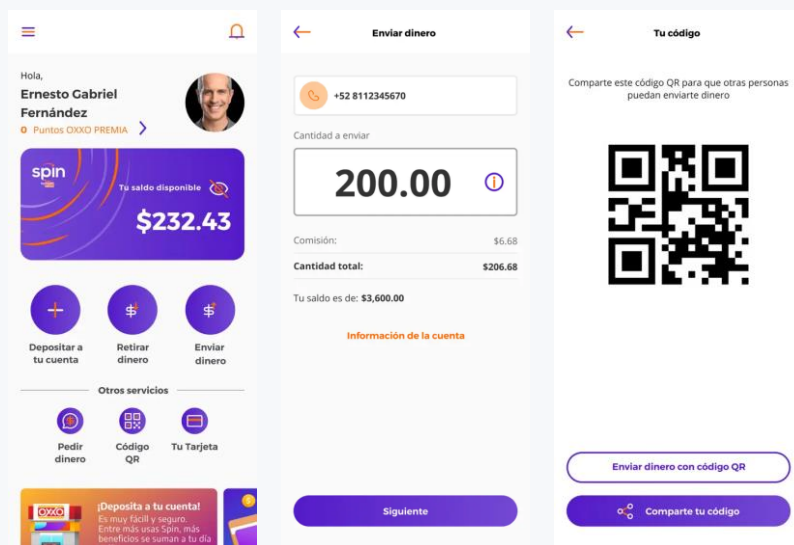 Hola,
Ernesto Gabriel
Fernández
0 Puntos OXXO PREMIA
spin
Tu saldo disponible
$232.43
Depositar a
tu cuenta
Retirar
dinero
Enviar
dinero
Otros servicios
Pedir
dinero
Código
QR
Tu Tarjeta
OXXO
¡Deposita a tu cuenta!
Es muy fácil y seguro.
Entre más usas Spin, más
beneficios se suman a tu día
Enviar dinero
+52 8112345670
Cantidad a enviar
200.00
Comisión: $6.68
Cantidad total: $206.68
Tu saldo es de: $3,600.00
Información de la cuenta
Siguiente
Tu código
Comparte este código QR para que otras personas
puedan enviarte dinero
Enviar dinero con código QR
Comparte tu código